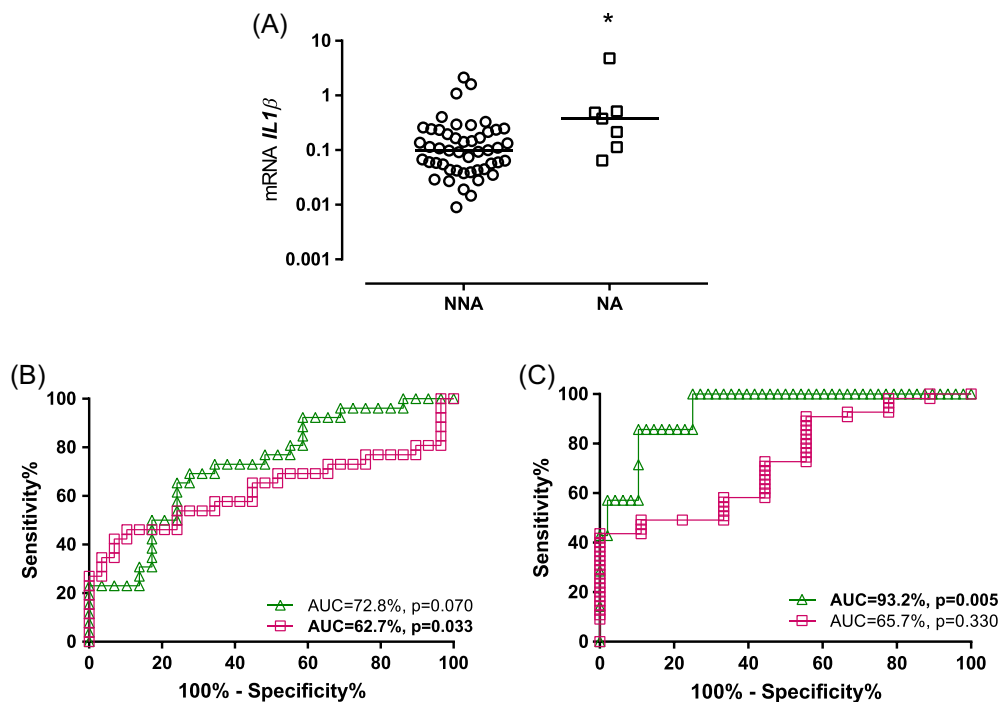 (A)
*
mRNA IL1β
10
1
0.1
0.01
0.001
NNA
NA
(B)
Sensitivity%
100
80
60
40
20
0
AUC=72.8%, p=0.070
AUC=62.7%, p=0.033
0
20
40
60
80
100
100% - Specificity%
(C)
Sensitivity%
100
80
60
40
20
0
AUC=93.2%, p=0.005
AUC=65.7%, p=0.330
0
20
40
60
80
100
100% - Specificity%